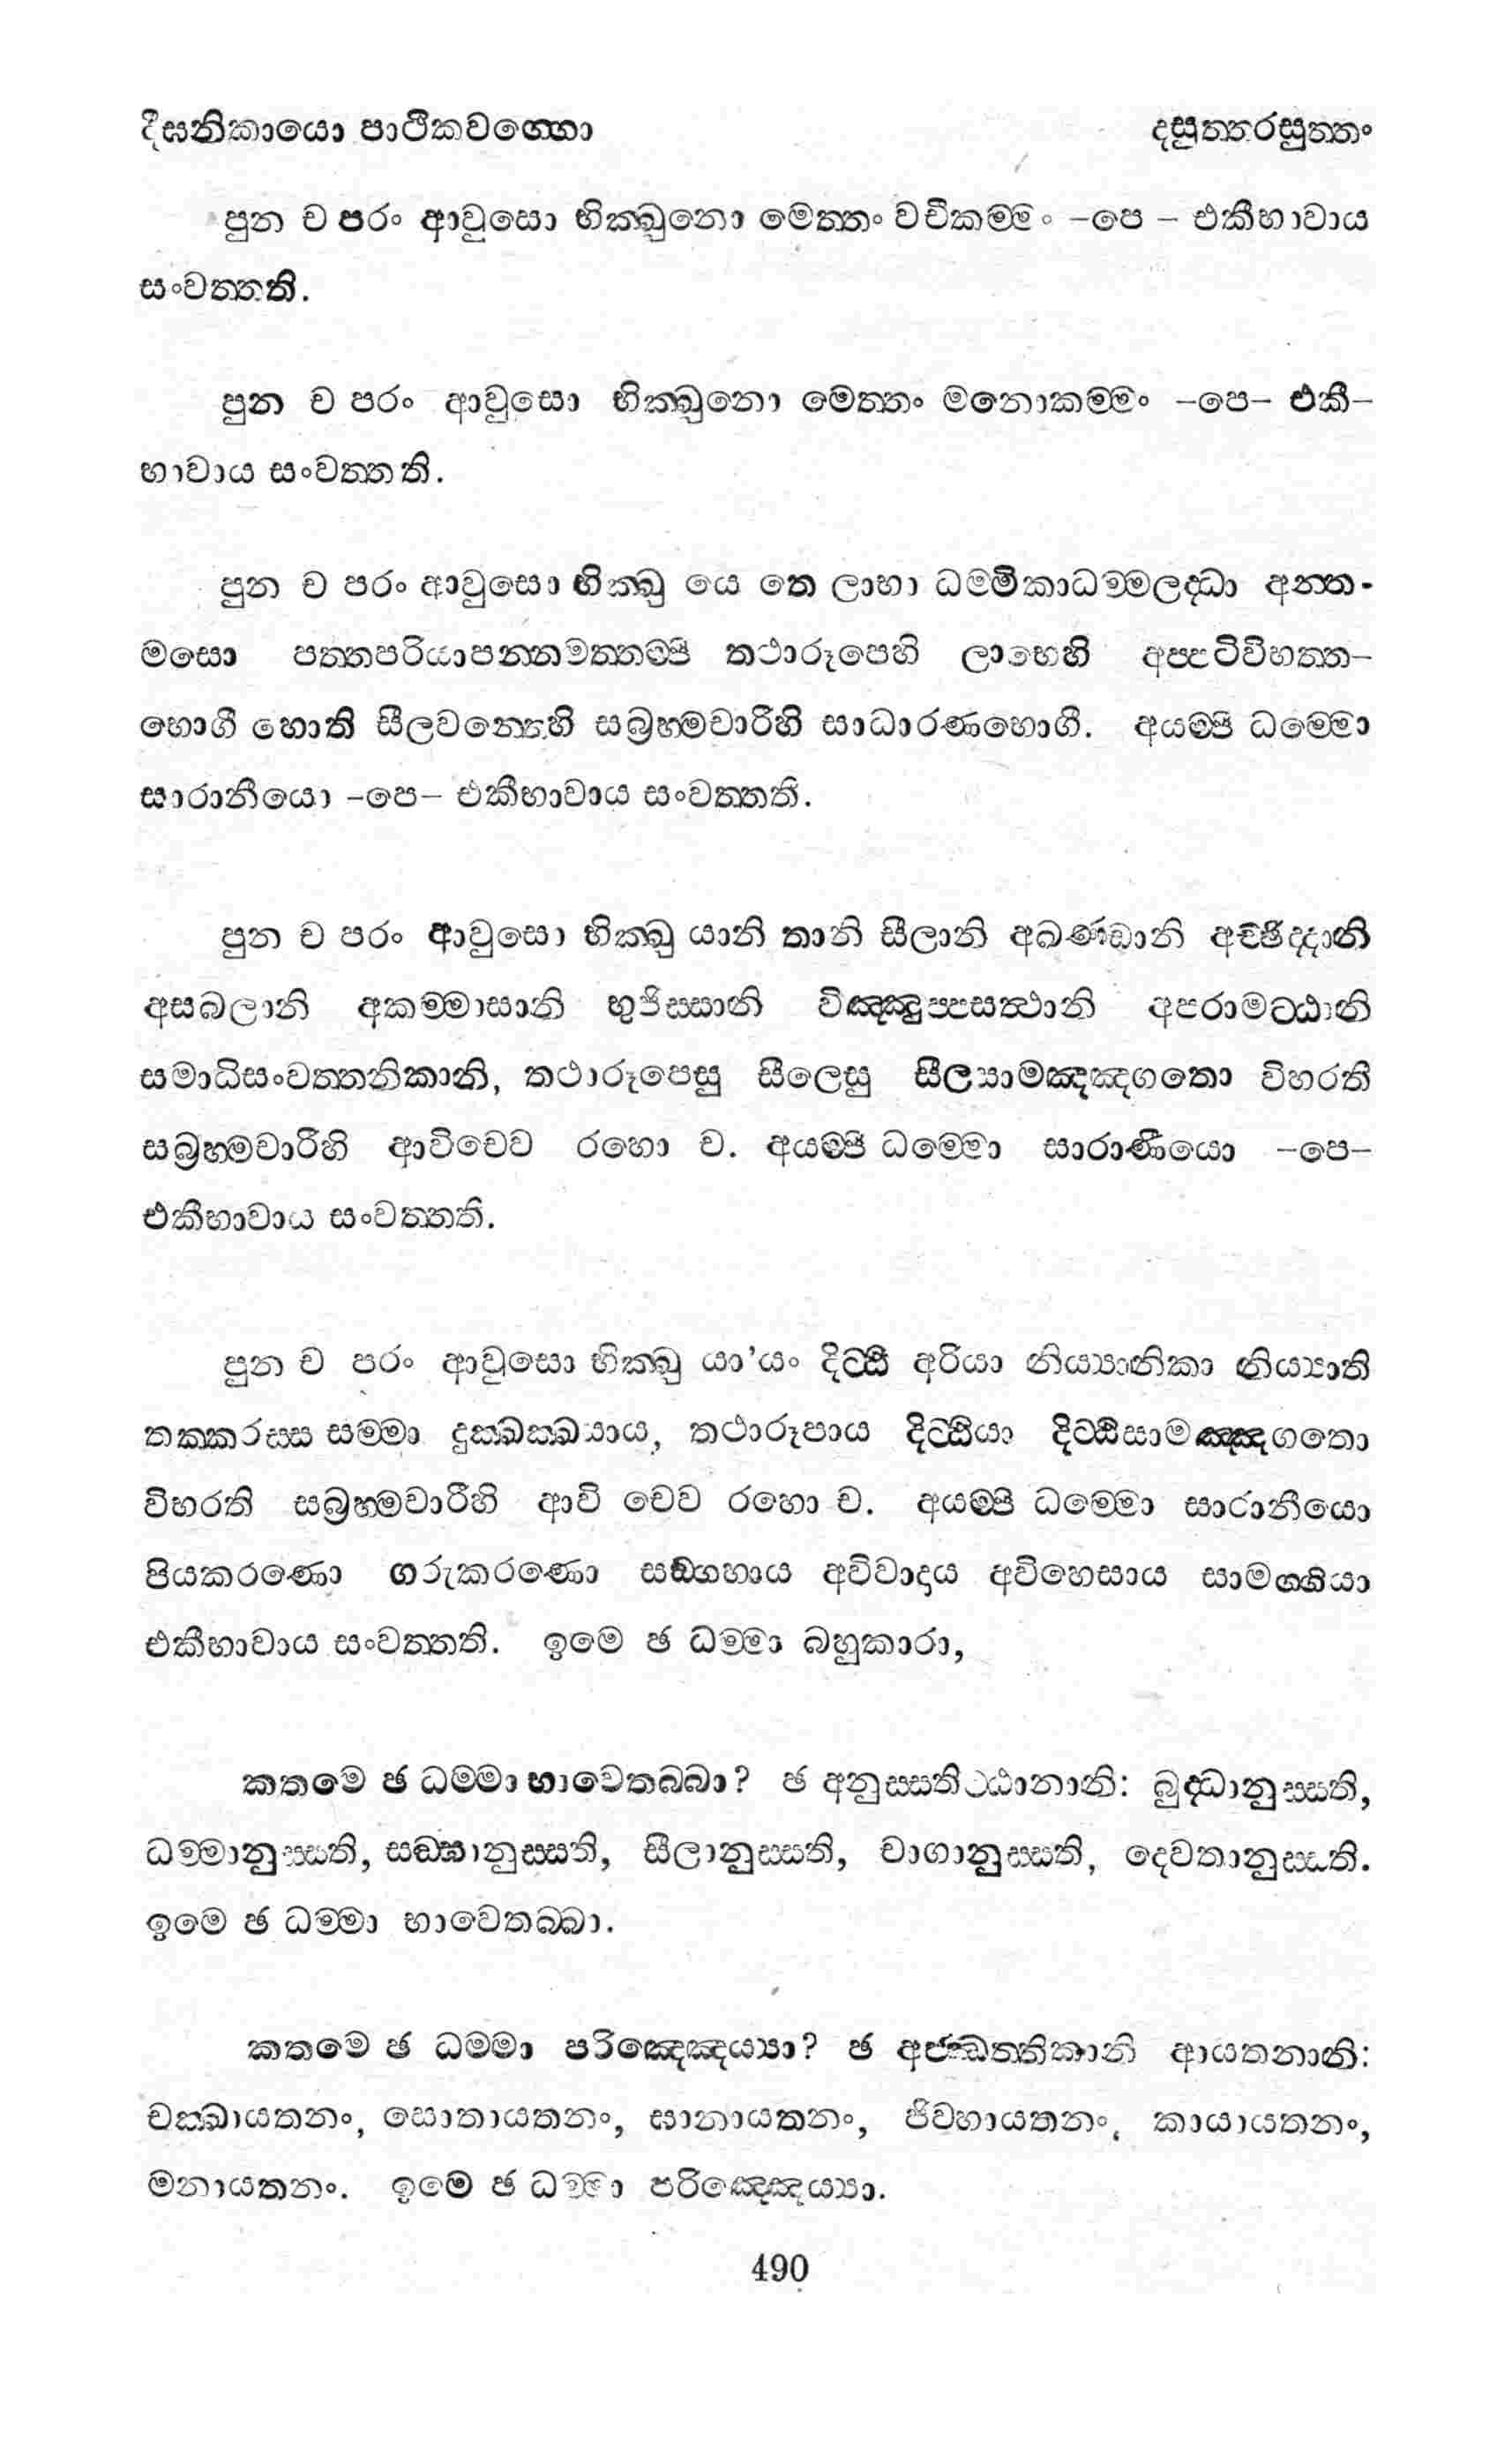 දීඝනිකායො පාථිකවග්ගො දසුත්තරසුත්තං
පුන ච පරං ආවුසො භික්ඛුනො මෙත්තං වචීකම්මං -පෙ - එකීභාවාය
සංවත්තති.
පුන ච පරං ආවුසො භික්ඛුනො මෙත්තං මනොකම්මං -පෙ- එකී-
භාවාය සංවත්තති.
පුන ච පරං ආවුසො භික්ඛු යෙ තෙ ලාභා ධම්මිකාධම්මලද්ධා අන්ත-
මසො පත්තපරියාපන්නමත්තම්පි තථාරූපෙහි ලාභෙහි අප්පටිවිභත්ත-
භොගී හොති සීලවන්තෙහි සබ්‍රහ්මචාරීහි සාධාරණභොගී. අයම්පි ධම්මො
සාරානීයො -පෙ- එකීභාවාය සංවත්තති.
පුන ච පරං ආවුසො භික්ඛු යානි තානි සීලානි අඛණ්ඩානි අච්ඡිද්දානි
අසබලානි අකම්මාසානි භුජිස්සානි විඤ්ඤුප්පසත්ථානි අපරාමට්ඨානි
සමාධිසංවත්තනිකානි, තථාරූපෙසු සීලෙසු සීලසාමඤ්ඤගතො විහරති
සබ්‍රහ්මචාරීහි ආවිචෙව රහො ච. අයම්පි ධම්මො සාරාණීයො -පෙ-
එකීභාවාය සංවත්තති.
පුන ච පරං ආවුසො භික්ඛු යා'යං දිට්ඨි අරියා නිය්‍යානිකා නිය්‍යාති
තක්කරස්ස සම්මා දුක්ඛක්ඛයාය, තථාරූපාය දිට්ඨියා දිට්ඨිසාමඤ්ඤගතො
විහරති සබ්‍රහ්මචාරීහි ආවි චෙව රහො ච. අයම්පි ධම්මො සාරානීයො
පියකරණො ගරුකරණො සඞ්ගහාය අවිවාදාය අවිහෙසාය සාමග්ගියා
එකීභාවාය සංවත්තති. ඉමෙ ඡ ධම්මා බහුකාරා,
කතමෙ ඡ ධම්මා භාවෙතබ්බා? ඡ අනුස්සතිට්ඨානානි: බුද්ධානුස්සති,
ධම්මානුස්සති, සඞ්ඝානුස්සති, සීලානුස්සති, චාගානුස්සති, දෙවතානුස්සති.
ඉමෙ ඡ ධම්මා භාවෙතබ්බා.
කතමෙ ඡ ධම්මා පරිඤ්ඤෙය්‍යා? ඡ අජ්ඣත්තිකානි ආයතනානි:
චක්ඛායතනං, සොතායතනං, ඝානායතනං, ජිව්හායතනං, කායායතනං,
මනායතනං. ඉමෙ ඡ ධම්මා පරිඤ්ඤෙය්‍යා.
490